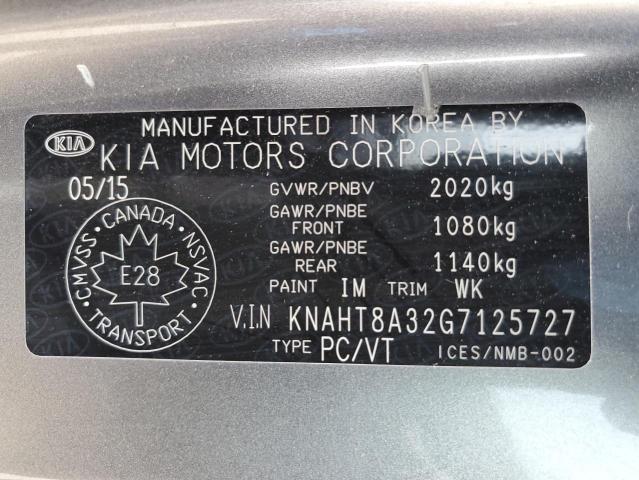 MANUFACTURED IN KOREA BY
KIA KIA MOTORS CORPORATION
05/15 GVWR/PNBV 2020kg
GAWR/PNBE FRONT 1080kg
GAWR/PNBE REAR 1140kg
PAINT IM TRIM WK
CANADA
CMVSS NSVAC
E28
TRANSPORT
V.I.N KNAHT8A32G7125727
TYPE PC/VT ICES/NMB-002